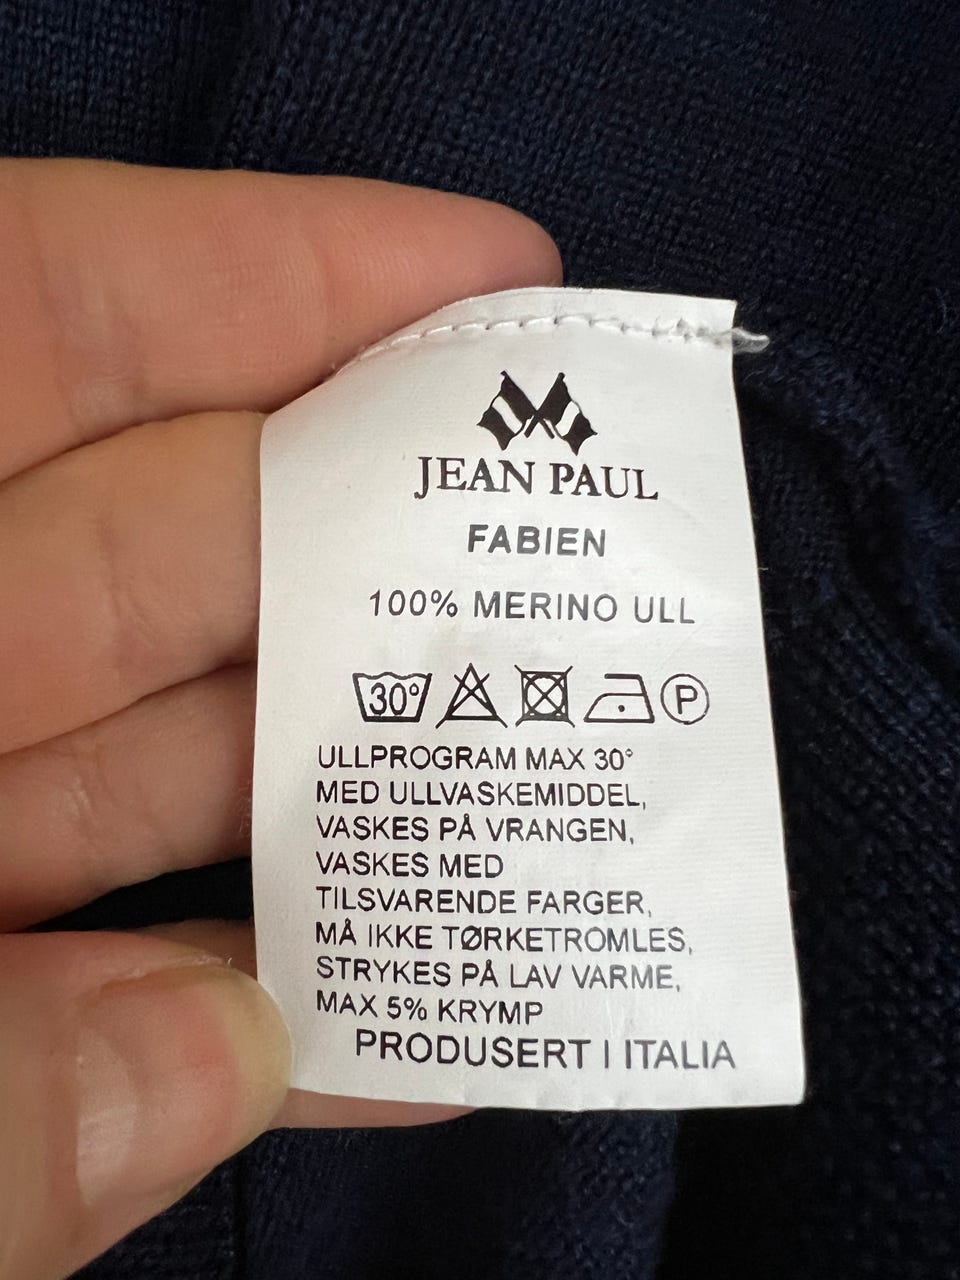 JEAN PAUL
FABIEN
100% MERINO ULL
30° P
ULLPROGRAM MAX 30°
MED ULLVASKEMIDDEL,
VASKES PÅ VRANGEN,
VASKES MED
TILSVARENDE FARGER,
MÅ IKKE TØRKETROMLES,
STRYKES PÅ LAV VARME,
MAX 5% KRYMP
PRODUSERT I ITALIA